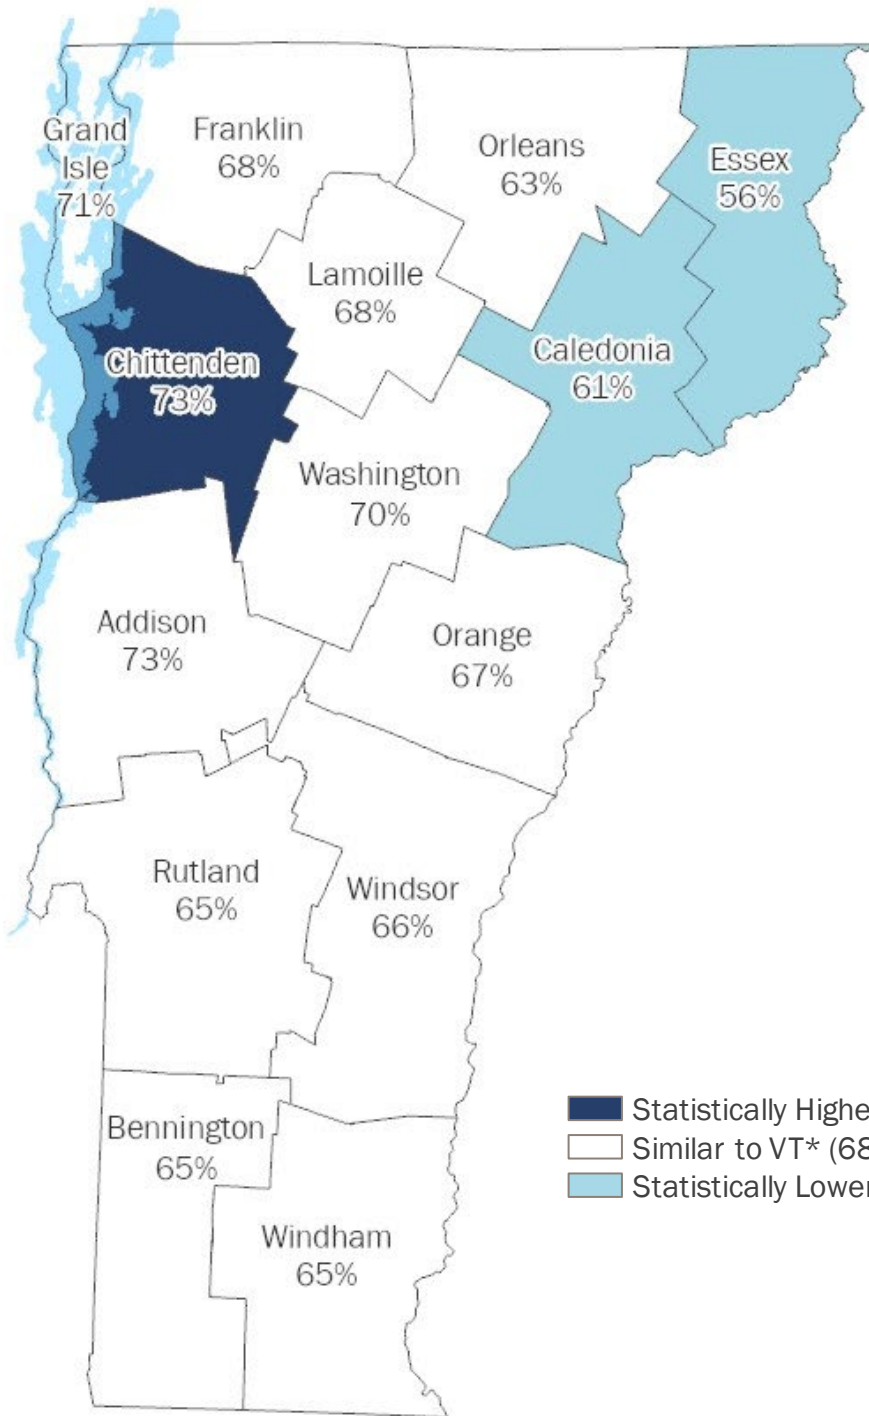 Grand
Isle
71%
Franklin
68%
Orleans
63%
Essex
56%
Lamoille
68%
Chittenden
73%
Caledonia
61%
Washington
70%
Addison
73%
Orange
67%
Rutland
65%
Windsor
66%
Bennington
65%
Windham
65%
Statistically Highe
Similar to VT* (68
Statistically Lower